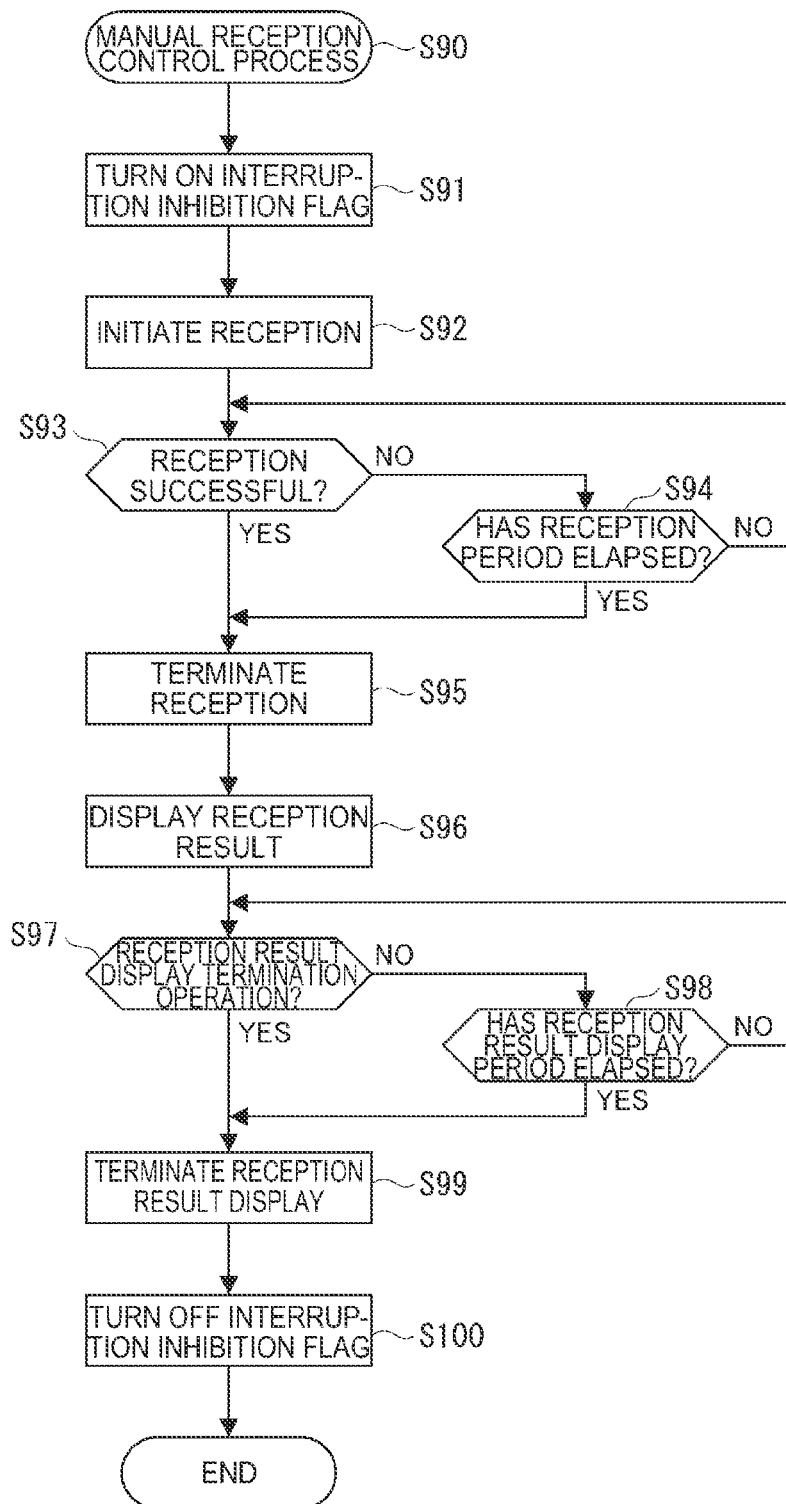 MANUAL RECEPTION
CONTROL PROCESS
S90
TURN ON INTERRUP-
TION INHIBITION FLAG
S91
INITIATE RECEPTION
S92
S93
RECEPTION
SUCCESSFUL?
NO
YES
S94
HAS RECEPTION
PERIOD ELAPSED?
NO
YES
TERMINATE
RECEPTION
S95
DISPLAY RECEPTION
RESULT
S96
S97
RECEPTION RESULT
DISPLAY TERMINATION
OPERATION?
NO
YES
S98
HAS RECEPTION
RESULT DISPLAY
PERIOD ELAPSED?
NO
YES
TERMINATE RECEPTION
RESULT DISPLAY
S99
TURN OFF INTERRUP-
TION INHIBITION FLAG
S100
END